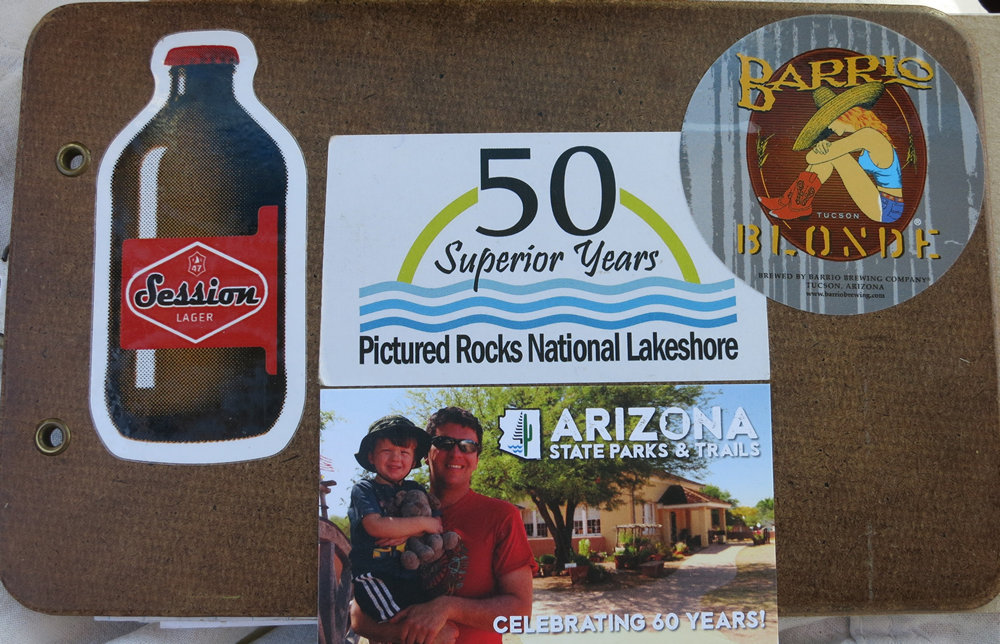 47
Session
LAGER
50
Superior Years
Pictured Rocks National Lakeshore
BARRIO
TUCSON
BLONDE
®
BREWED BY BARRIO BREWING COMPANY®
TUCSON, ARIZONA
www.barriobrewing.com
ARIZONA
STATE PARKS & TRAILS
CELEBRATING 60 YEARS!